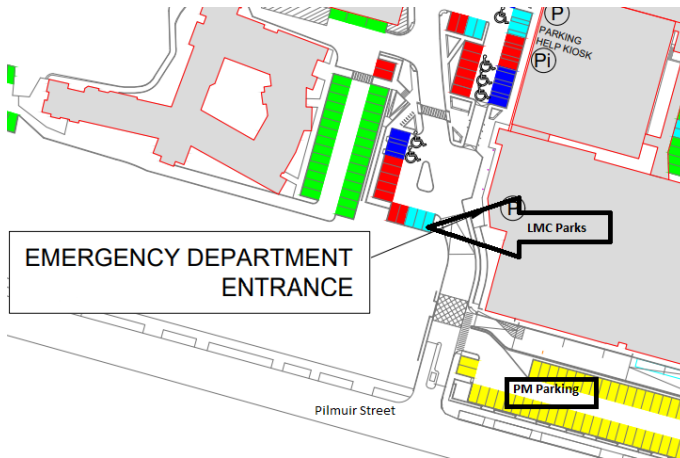 P
PARKING
HELP KIOSK
Pi
H
LMC Parks
EMERGENCY DEPARTMENT
ENTRANCE
PM Parking
Pilmuir Street